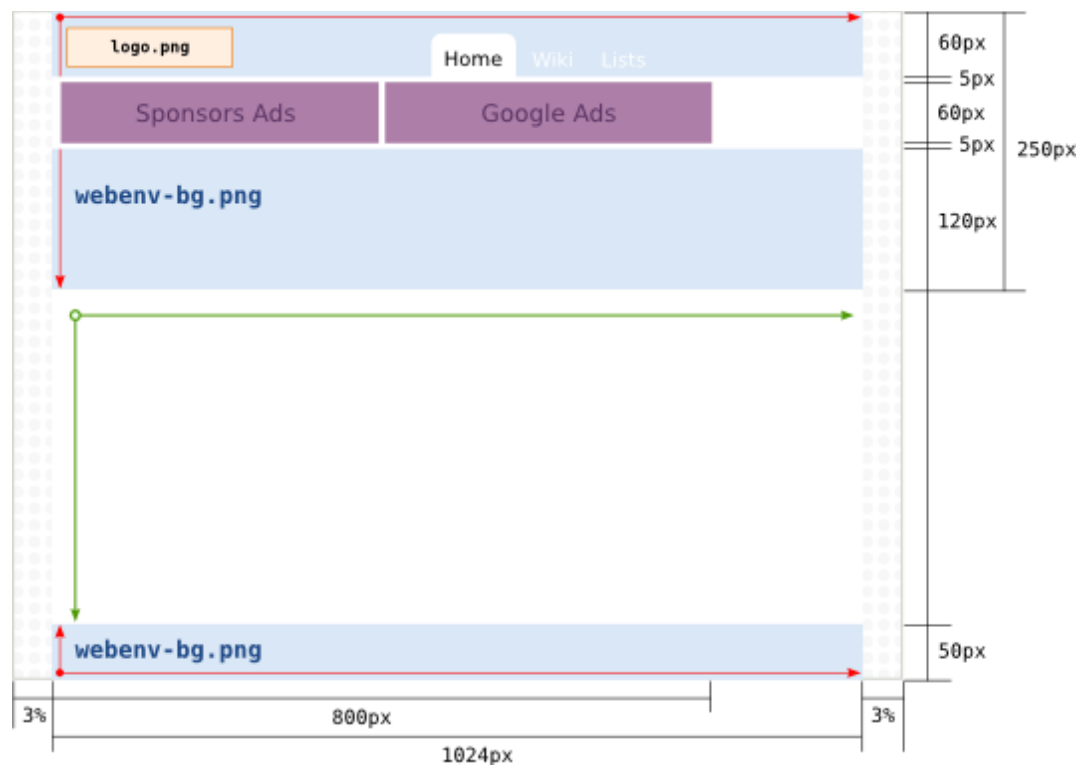 logo.png
Home Wiki Lists
Sponsors Ads Google Ads
webenv-bg.png
webenv-bg.png
60px
5px
60px
5px
250px
120px
50px
3%
800px
3%
1024px